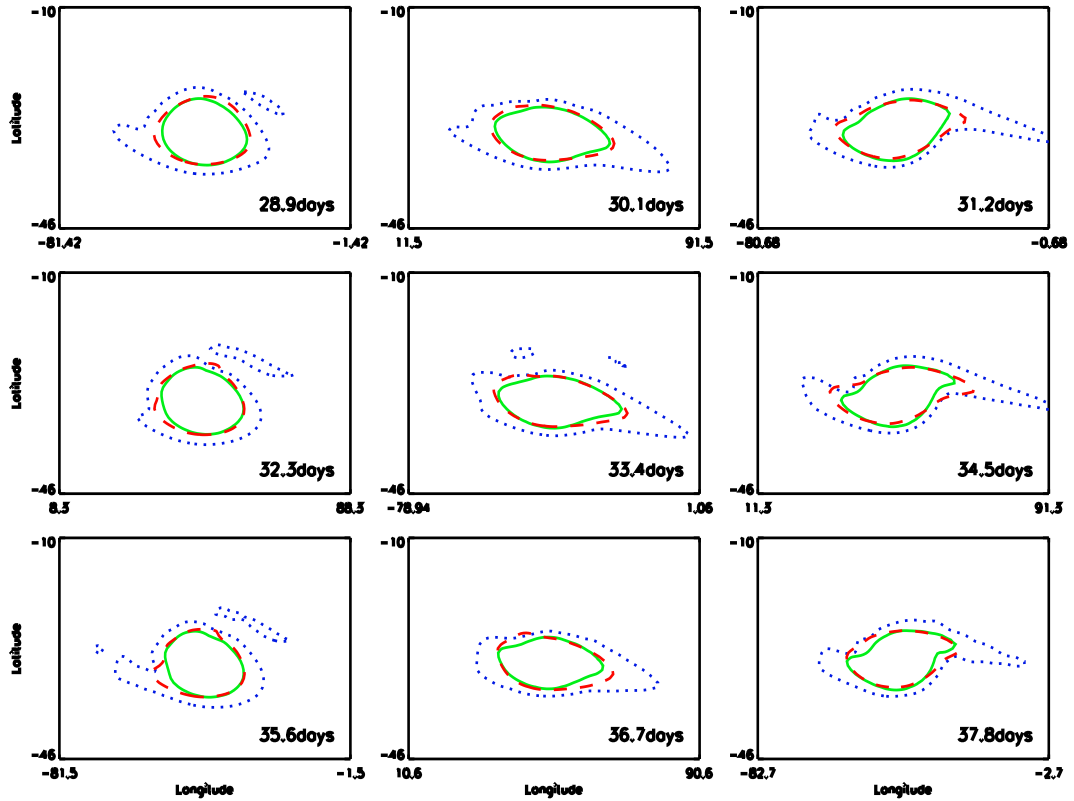 -10 -10 -10
Latitude
28.9days 30.1days 31.2days
-46 -46 -46
-81.42 -1.42 11.5 91.5 -80.68 -0.68
-10 -10 -10
Latitude
32.3days 33.4days 34.5days
-46 -46 -46
8.3 88.3 -78.94 1.06 11.3 91.3
-10 -10 -10
Latitude
35.6days 36.7days 37.8days
-46 -46 -46
-81.5 -1.5 10.6 90.6 -82.7 -2.7
Longitude Longitude Longitude